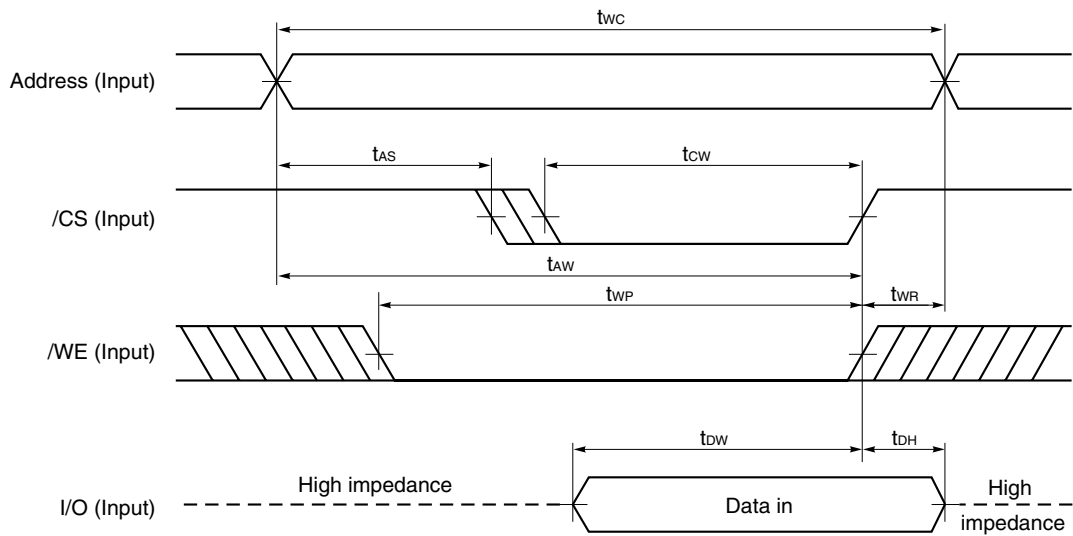 tWC
Address (Input)
tAS
tCW
/CS (Input)
tAW
tWP
tWR
/WE (Input)
tDW
tDH
High impedance
Data in
High
impedance
I/O (Input)